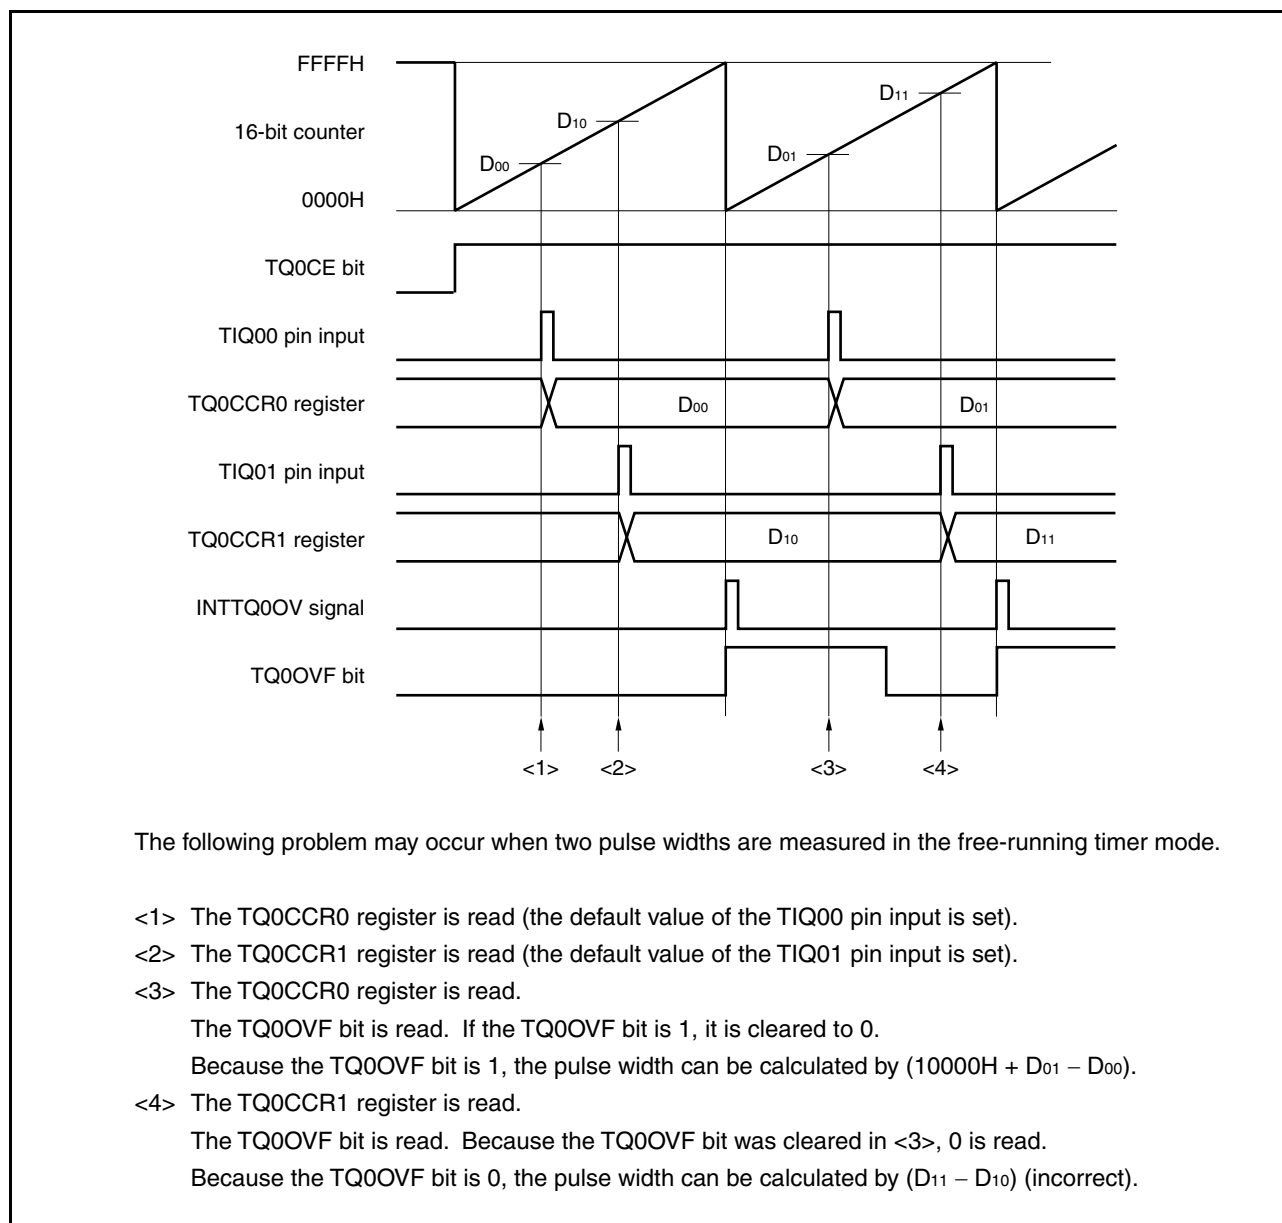 FFFFH
D10
D11
16-bit counter
D00
D01
0000H
TQ0CE bit
TIQ00 pin input
TQ0CCR0 register
D00
D01
TIQ01 pin input
TQ0CCR1 register
D10
D11
INTTQ0OV signal
TQ0OVF bit
<1> <2> <3> <4>
The following problem may occur when two pulse widths are measured in the free-running timer mode.
<1> The TQ0CCR0 register is read (the default value of the TIQ00 pin input is set).
<2> The TQ0CCR1 register is read (the default value of the TIQ01 pin input is set).
<3> The TQ0CCR0 register is read.
The TQ0OVF bit is read. If the TQ0OVF bit is 1, it is cleared to 0.
Because the TQ0OVF bit is 1, the pulse width can be calculated by (10000H + D01 − D00).
<4> The TQ0CCR1 register is read.
The TQ0OVF bit is read. Because the TQ0OVF bit was cleared in <3>, 0 is read.
Because the TQ0OVF bit is 0, the pulse width can be calculated by (D11 − D10) (incorrect).